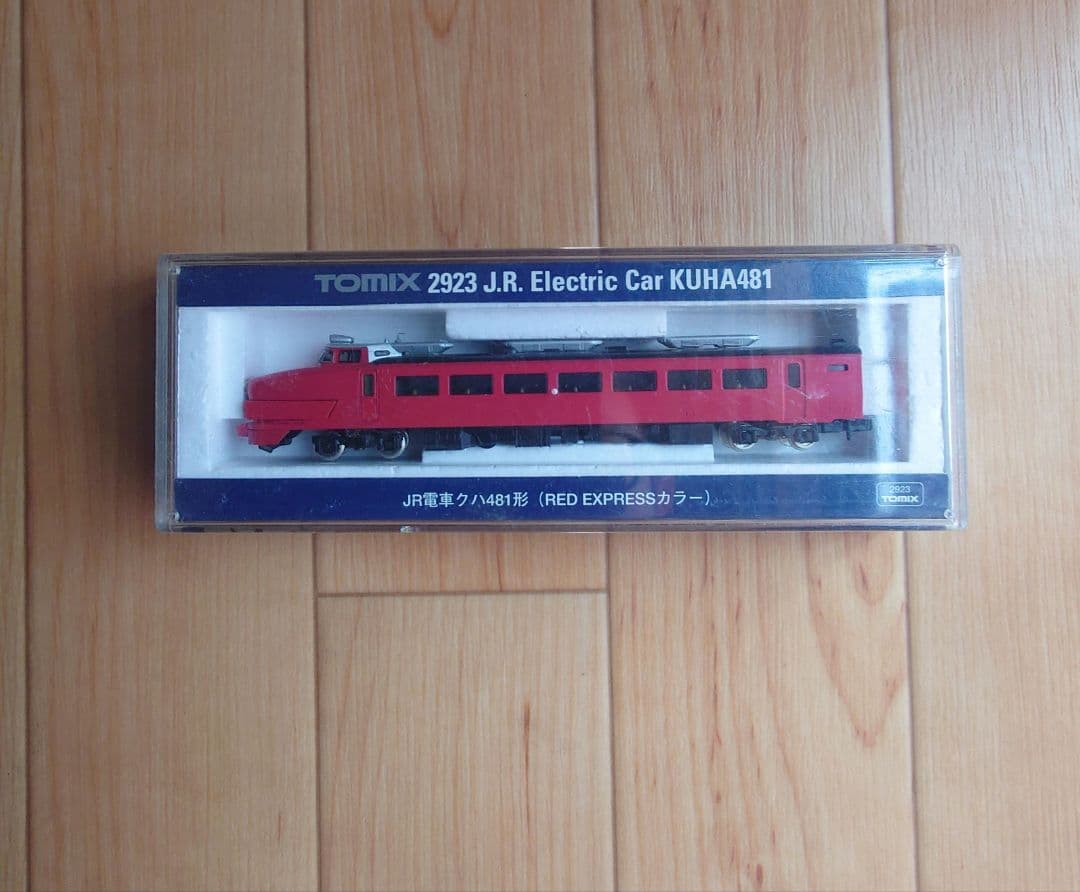 TOMIX 2923 J.R. Electric Car KUHA481
JR電車クハ481形（RED EXPRESSカラー）
2923
TOMIX